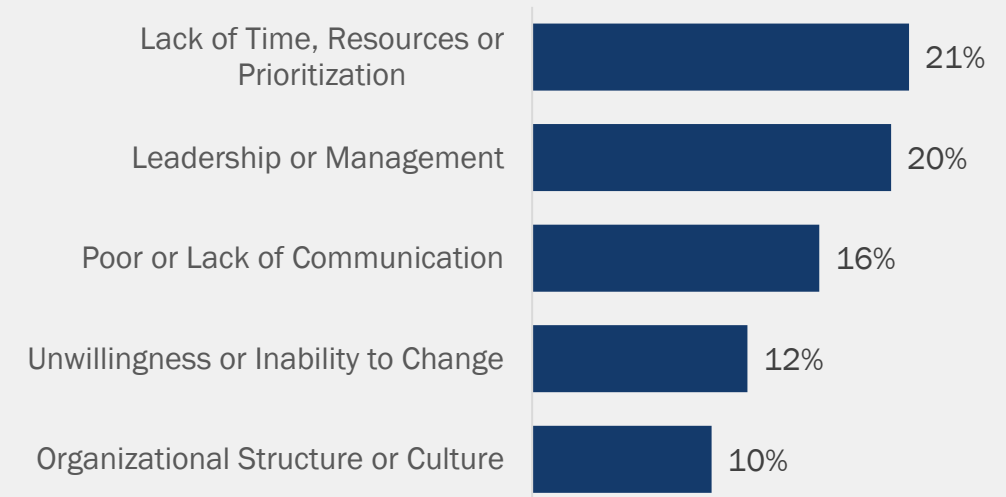 Lack of Time, Resources or
Prioritization
21%
Leadership or Management
20%
Poor or Lack of Communication
16%
Unwillingness or Inability to Change
12%
Organizational Structure or Culture
10%